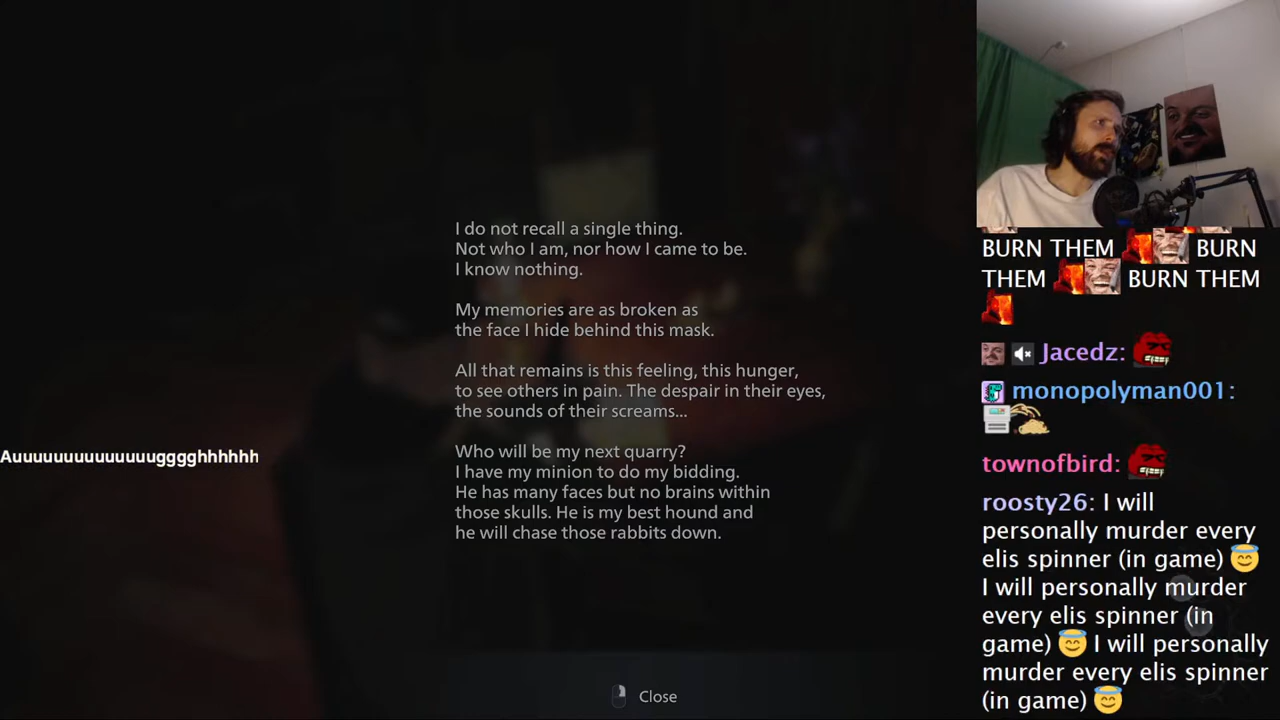 I do not recall a single thing.
Not who I am, nor how I came to be.
I know nothing.
My memories are as broken as
the face I hide behind this mask.
All that remains is this feeling, this hunger,
to see others in pain. The despair in their eyes,
the sounds of their screams...
Who will be my next quarry?
I have my minion to do my bidding.
He has many faces but no brains within
those skulls. He is my best hound and
he will chase those rabbits down.
Close
Auuuuuuuuuuuuuugggghhhhhh
BURN THEM BURN
THEM BURN THEM
Jacedz:
monopolyman001:
townofbird:
roosty26: I will
personally murder every
elis spinner (in game) 😇
I will personally murder
every elis spinner (in
game) 😇 I will personally
murder every elis spinner
(in game) 😇